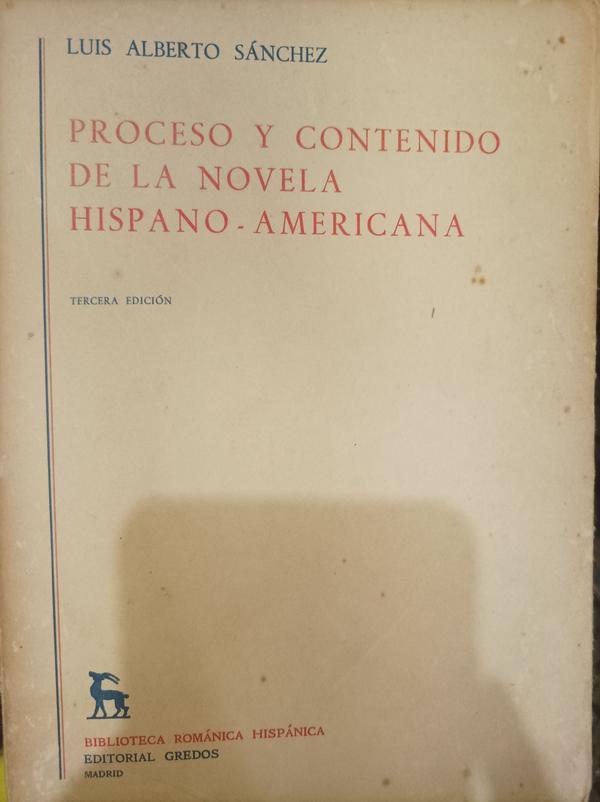 LUIS ALBERTO SÁNCHEZ
PROCESO Y CONTENIDO
DE LA NOVELA
HISPANO-AMERICANA
TERCERA EDICIÓN
BIBLIOTECA ROMÁNICA HISPÁNICA
EDITORIAL GREDOS
MADRID